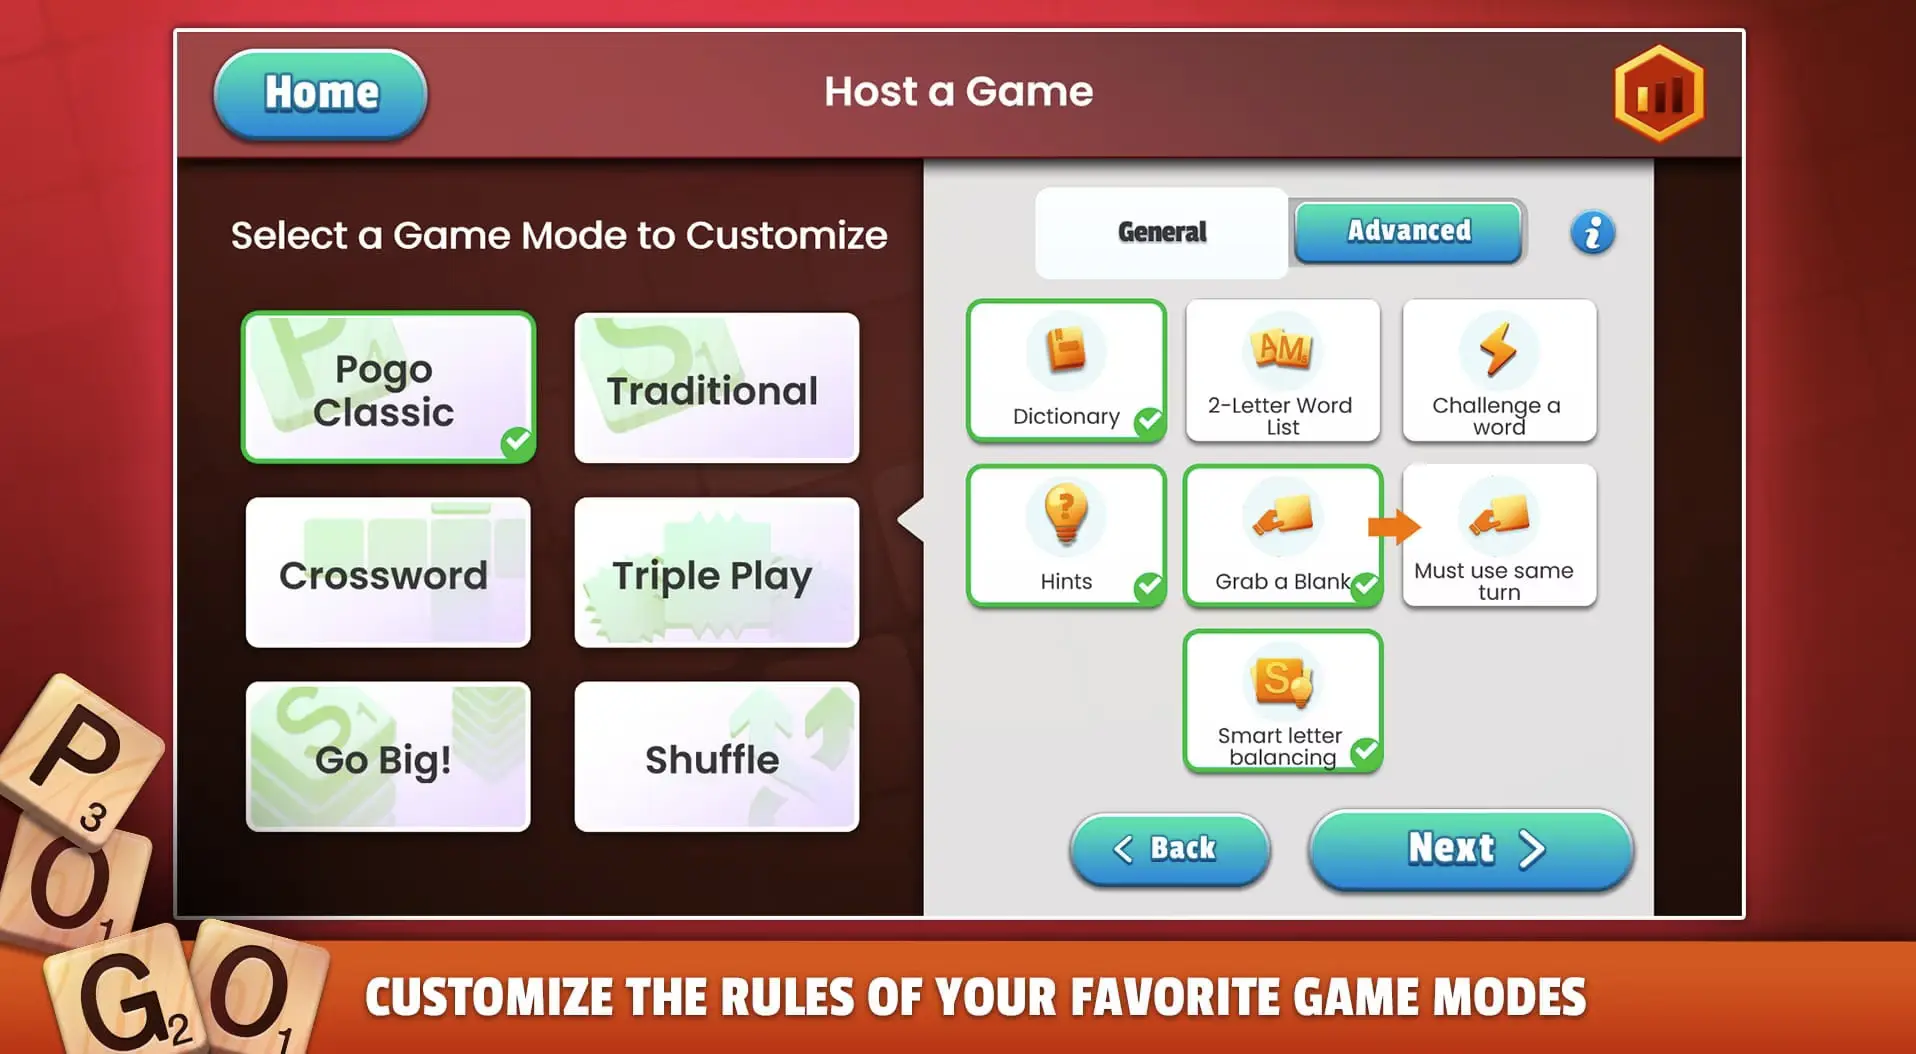 Home
Host a Game
Select a Game Mode to Customize
General
Advanced
i
Pogo
Classic
Traditional
Crossword
Triple Play
Go Big!
Shuffle
Dictionary
AM
2-Letter Word
List
Challenge a
word
?
Hints
Grab a Blank
Must use same
turn
S
Smart letter
balancing
< Back
Next >
P 3
O 1
G 2
O 1
CUSTOMIZE THE RULES OF YOUR FAVORITE GAME MODES